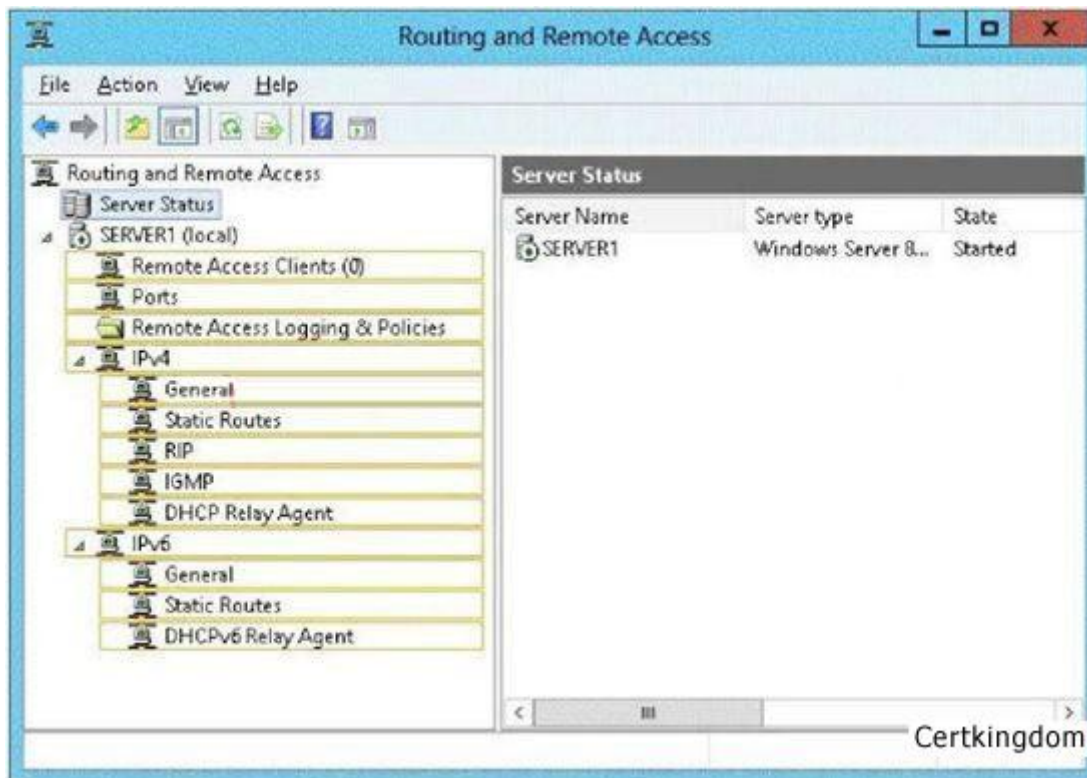 Routing and Remote Access
File Action View Help
Routing and Remote Access
Server Status
SERVER1 (local)
Remote Access Clients (0)
Ports
Remote Access Logging & Policies
IPv4
General
Static Routes
RIP
IGMP
DHCP Relay Agent
IPv6
General
Static Routes
DHCPv6 Relay Agent
Server Status
Server Name Server type State
SERVER1 Windows Server 8... Started
Certkingdom